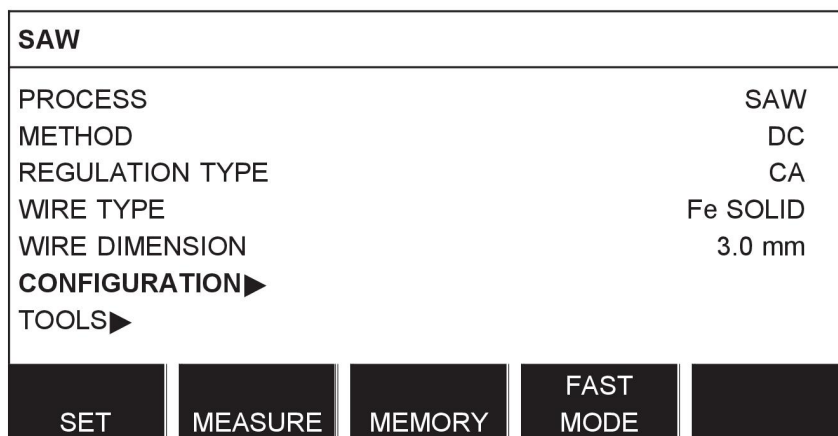 SAW
PROCESS SAW
METHOD DC
REGULATION TYPE CA
WIRE TYPE Fe SOLID
WIRE DIMENSION 3.0 mm
CONFIGURATION▶
TOOLS▶
SET MEASURE MEMORY FAST MODE